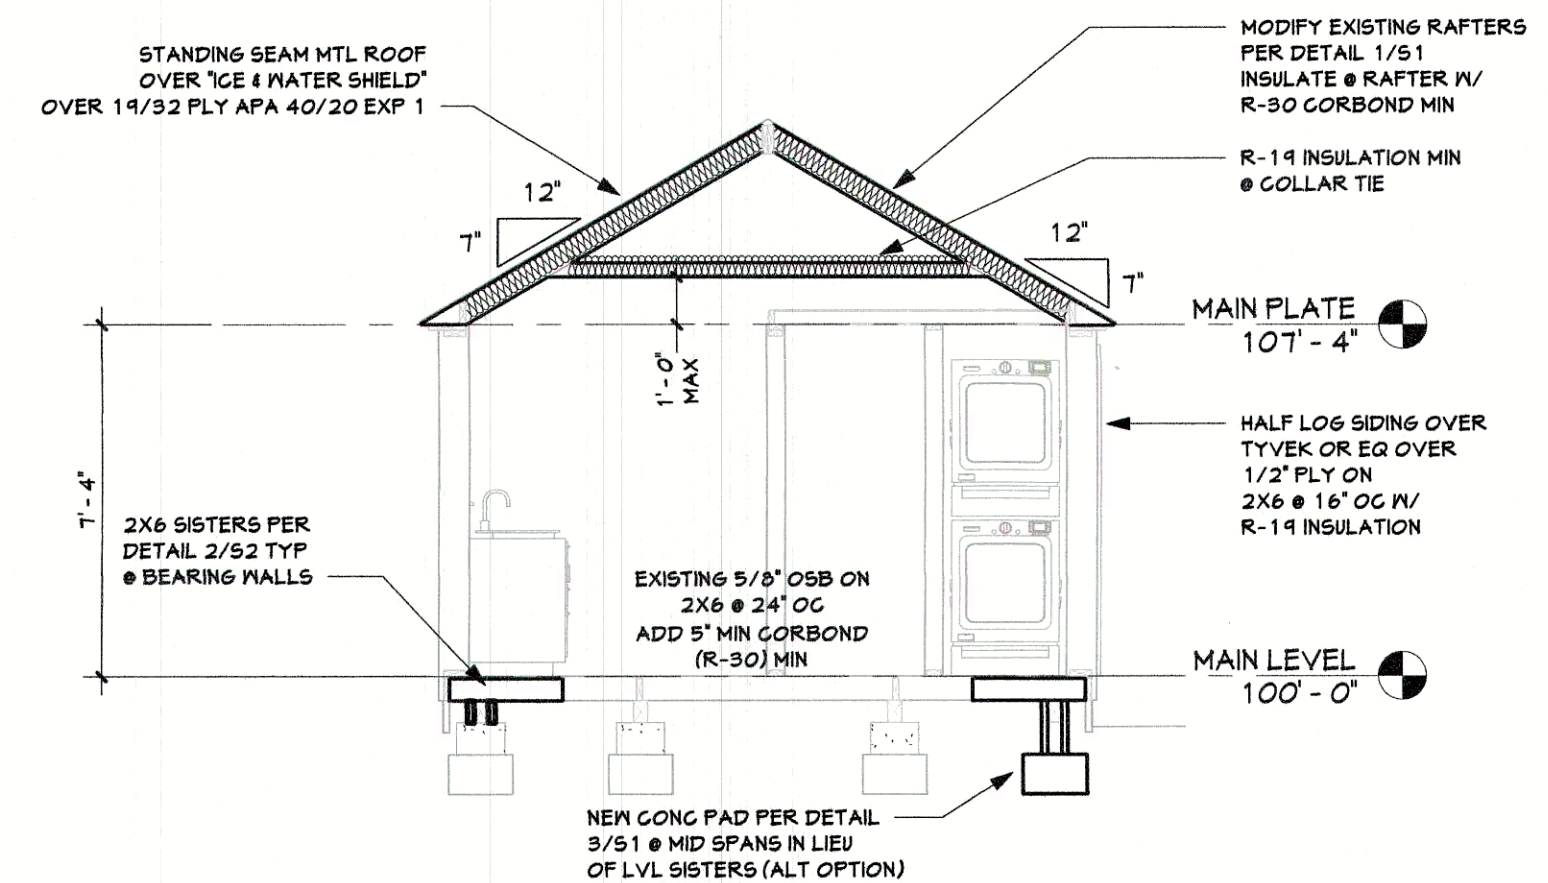 STANDING SEAM MTL ROOF
OVER "ICE & WATER SHIELD"
OVER 19/32 PLY APA 40/20 EXP 1
MODIFY EXISTING RAFTERS
PER DETAIL 1/S1
INSULATE @ RAFTER W/
R-30 CORBOND MIN
R-19 INSULATION MIN
@ COLLAR TIE
12"
7"
12"
7"
MAIN PLATE
107' - 4"
1' - 0"
MAX
HALF LOG SIDING OVER
TYVEK OR EQ OVER
1/2" PLY ON
2X6 @ 16" OC W/
R-19 INSULATION
7' - 4"
2X6 SISTERS PER
DETAIL 2/S2 TYP
@ BEARING WALLS
EXISTING 5/8" OSB ON
2X6 @ 24" OC
ADD 5" MIN CORBOND
(R-30) MIN
MAIN LEVEL
100' - 0"
NEW CONC PAD PER DETAIL
3/S1 @ MID SPANS IN LIEU
OF LVL SISTERS (ALT OPTION)